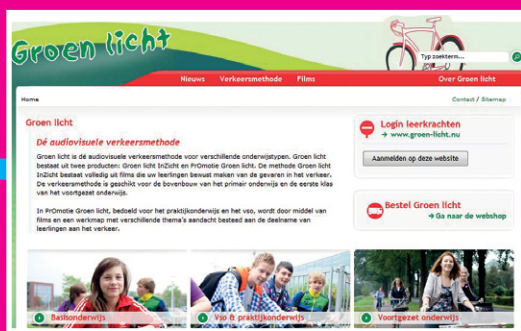 Groen licht
Typ zoekterm...
Nieuws Verkeersmethode Films Over Groen licht
Home Contact / Sitemap
Groen licht
Dé audiovisuele verkeersmethode
Groen licht is dé audiovisuele verkeersmethode voor verschillende onderwijstypen. Groen licht
bestaat uit twee producten: Groen licht InZicht en PrOmotie Groen licht. De methode Groen licht
InZicht bestaat volledig uit films die uw leerlingen bewust maken van de gevaren in het verkeer.
De verkeersmethode is geschikt voor de bovenbouw van het primair onderwijs en de eerste klas
van het voortgezet onderwijs.
In PrOmotie Groen licht, bedoeld voor het praktijkonderwijs en het vso, wordt door middel van
films en een werkmap met verschillende thema's aandacht besteed aan de deelname van
leerlingen aan het verkeer.
Login leerkrachten
→ www.groen-licht.nu
Aanmelden op deze website
Bestel Groen licht
→ Ga naar de webshop
Basisonderwijs
Vso & praktijkonderwijs
Voortgezet onderwijs